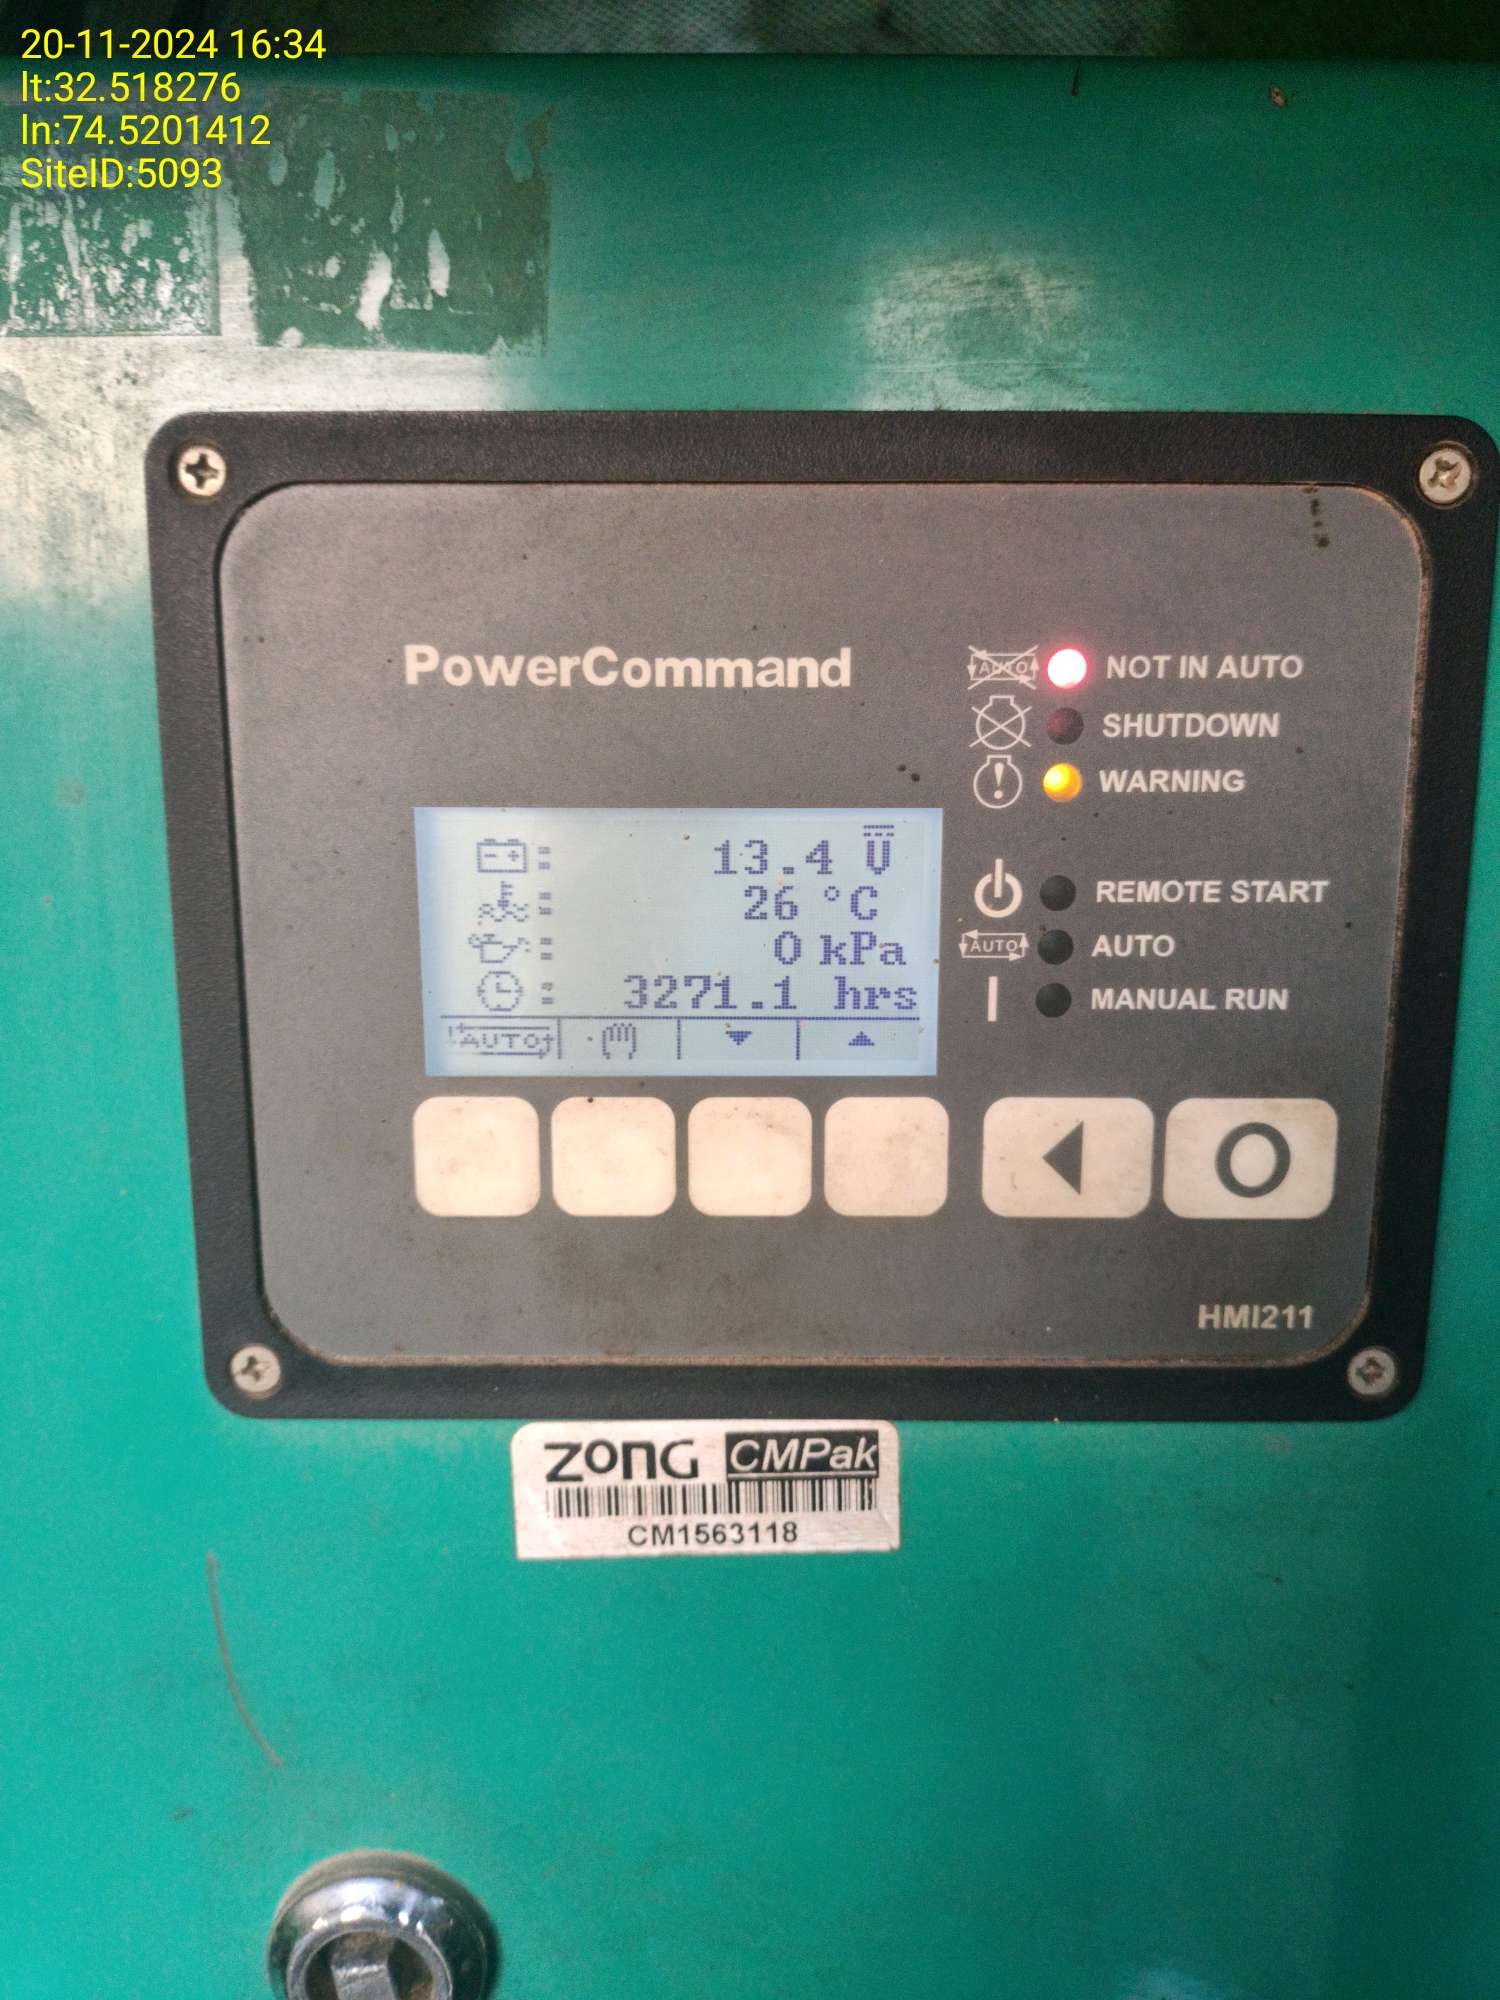 20-11-2024 16:34
lt:32.518276
ln:74.5201412
SiteID:5093
PowerCommand
AUTO NOT IN AUTO
SHUTDOWN
! WARNING
13.4 V
26 °C
0 kPa
3271.1 hrs
AUTO
REMOTE START
AUTO AUTO
MANUAL RUN
HMI211
ZONG CMPak
CM1563118